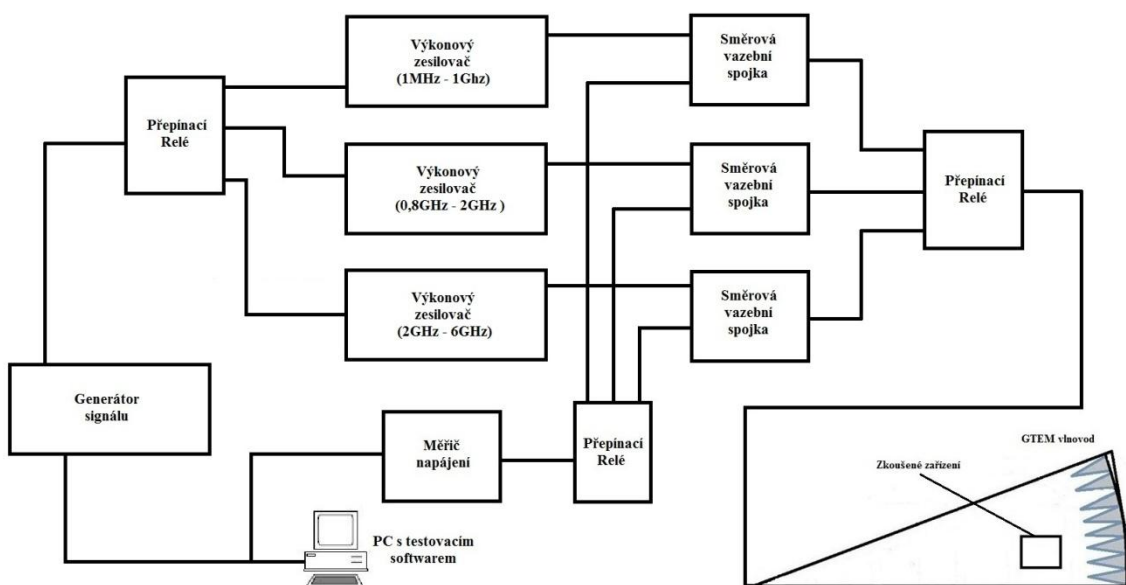 Výkonový
zesilovač
(1MHz - 1Ghz)
Směrová
vazební
spojka
Přepínací
Relé
Výkonový
zesilovač
(0,8GHz - 2GHz )
Směrová
vazební
spojka
Přepínací
Relé
Výkonový
zesilovač
(2GHz - 6GHz)
Směrová
vazební
spojka
Generátor
signálu
Měřič
napájení
Přepínací
Relé
GTEM vlnovod
Zkoušené zařízení
PC s testovacím
softwarem